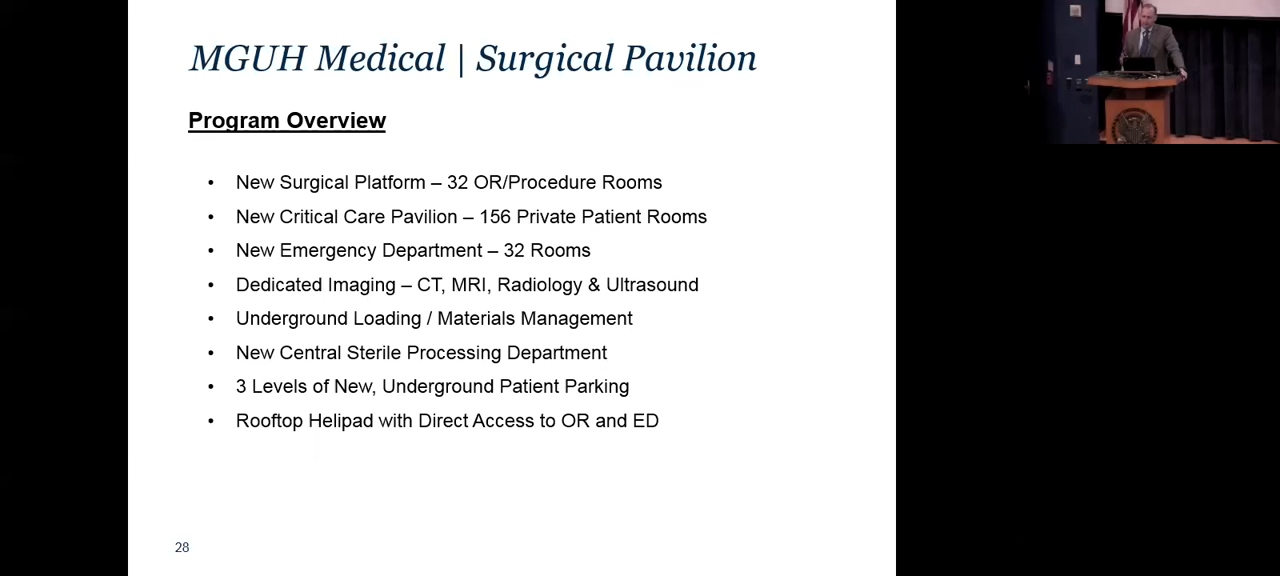 MGUH Medical | Surgical Pavilion
Program Overview
• New Surgical Platform – 32 OR/Procedure Rooms
• New Critical Care Pavilion – 156 Private Patient Rooms
• New Emergency Department – 32 Rooms
• Dedicated Imaging – CT, MRI, Radiology & Ultrasound
• Underground Loading / Materials Management
• New Central Sterile Processing Department
• 3 Levels of New, Underground Patient Parking
• Rooftop Helipad with Direct Access to OR and ED
28